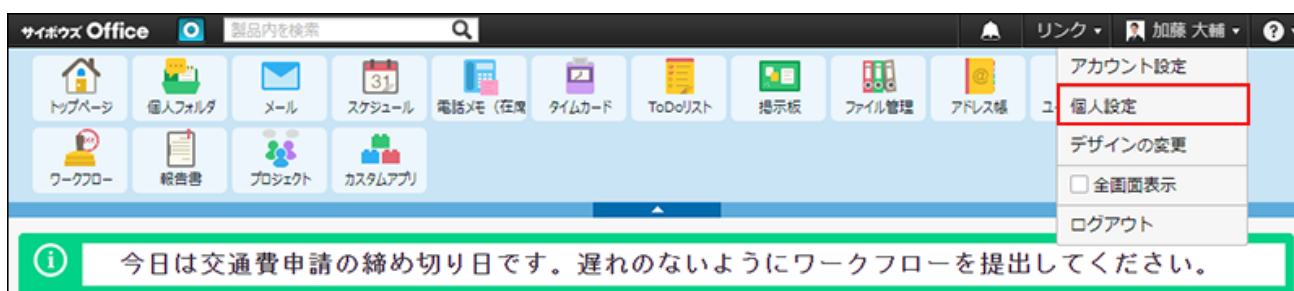 サイボウズ Office 製品内を検索 リンク 加藤 大輔 ?
トップページ 個人フォルダ メール スケジュール 電話メモ（在席 タイムカード ToDoリスト 掲示板 ファイル管理 アドレス帳
31
ワークフロー 報告書 プロジェクト カスタムアプリ
アカウント設定
個人設定
デザインの変更
全画面表示
ログアウト
今日は交通費申請の締め切り日です。遅れのないようにワークフローを提出してください。